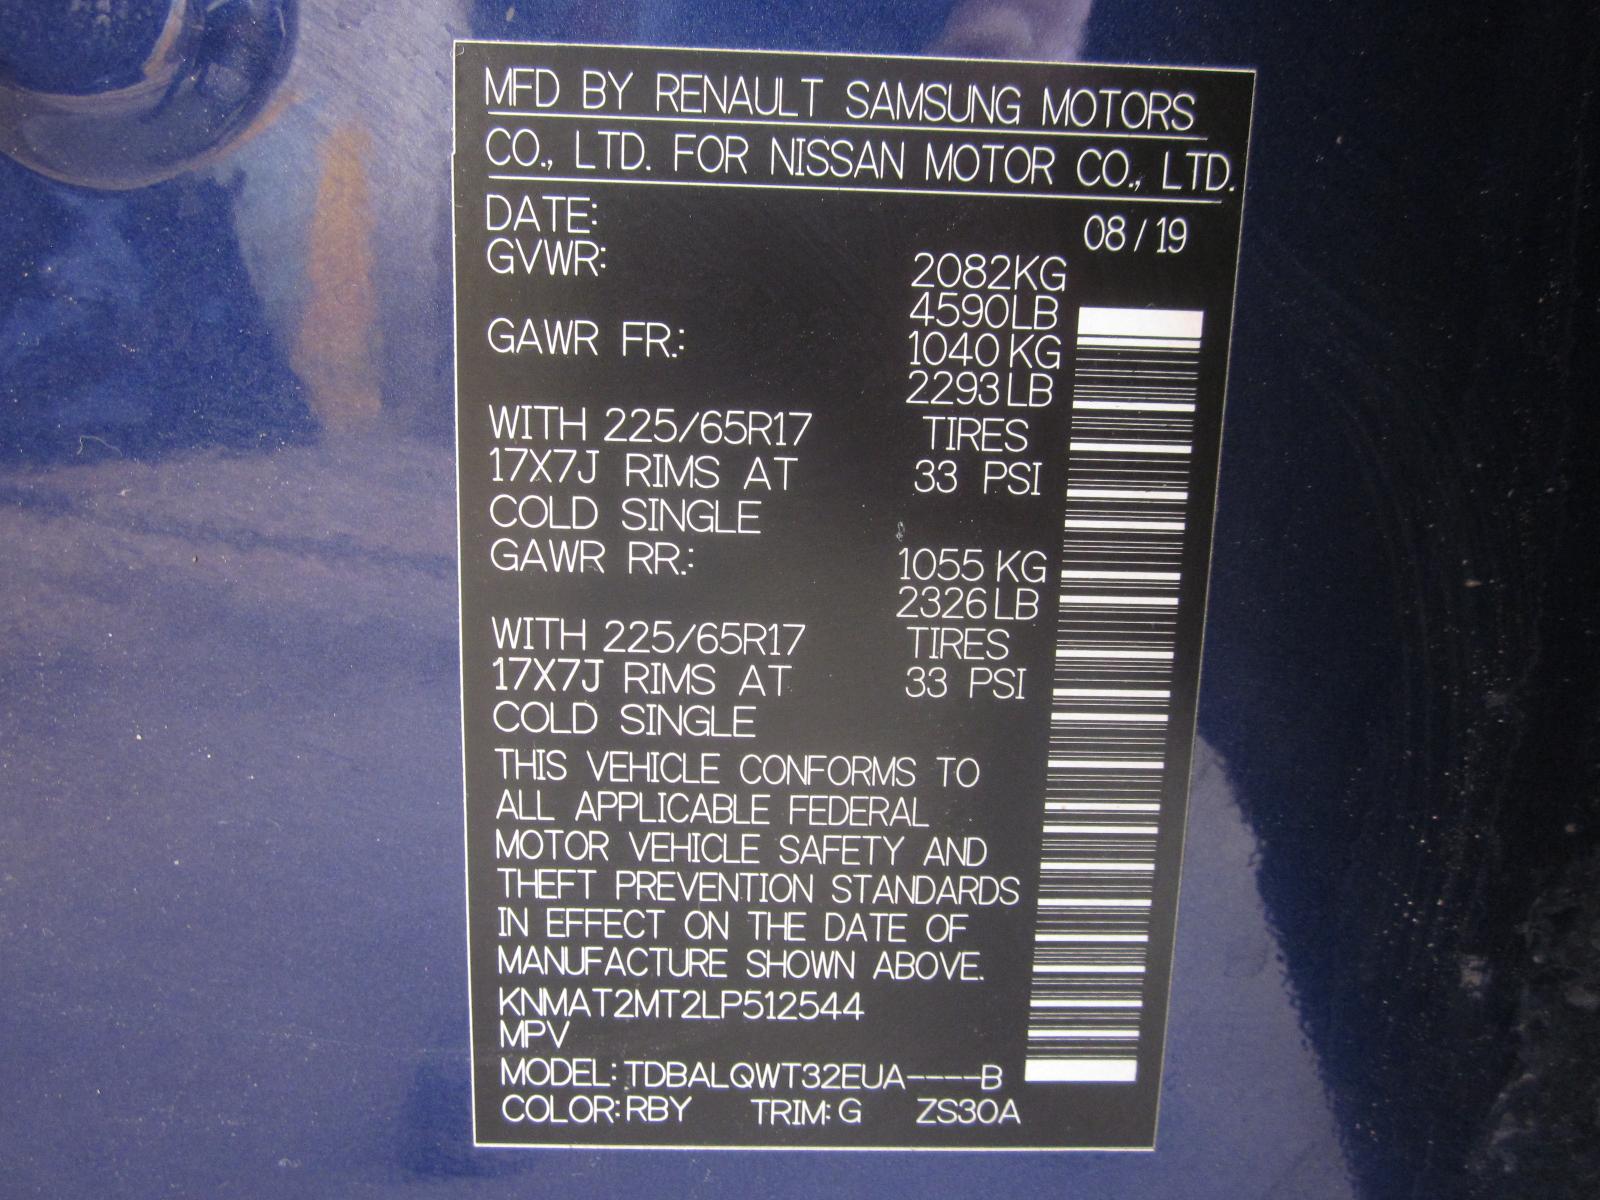 MFD BY RENAULT SAMSUNG MOTORS
CO., LTD. FOR NISSAN MOTOR CO., LTD.
DATE: 08 / 19
GVWR: 2082KG
4590LB
GAWR FR.: 1040 KG
2293 LB
WITH 225/65R17 TIRES
17X7J RIMS AT 33 PSI
COLD SINGLE
GAWR RR.: 1055 KG
2326 LB
WITH 225/65R17 TIRES
17X7J RIMS AT 33 PSI
COLD SINGLE
THIS VEHICLE CONFORMS TO
ALL APPLICABLE FEDERAL
MOTOR VEHICLE SAFETY AND
THEFT PREVENTION STANDARDS
IN EFFECT ON THE DATE OF
MANUFACTURE SHOWN ABOVE.
KNMAT2MT2LP512544
MPV
MODEL: TDBALQWT32EUA----B
COLOR: RBY TRIM: G ZS30A